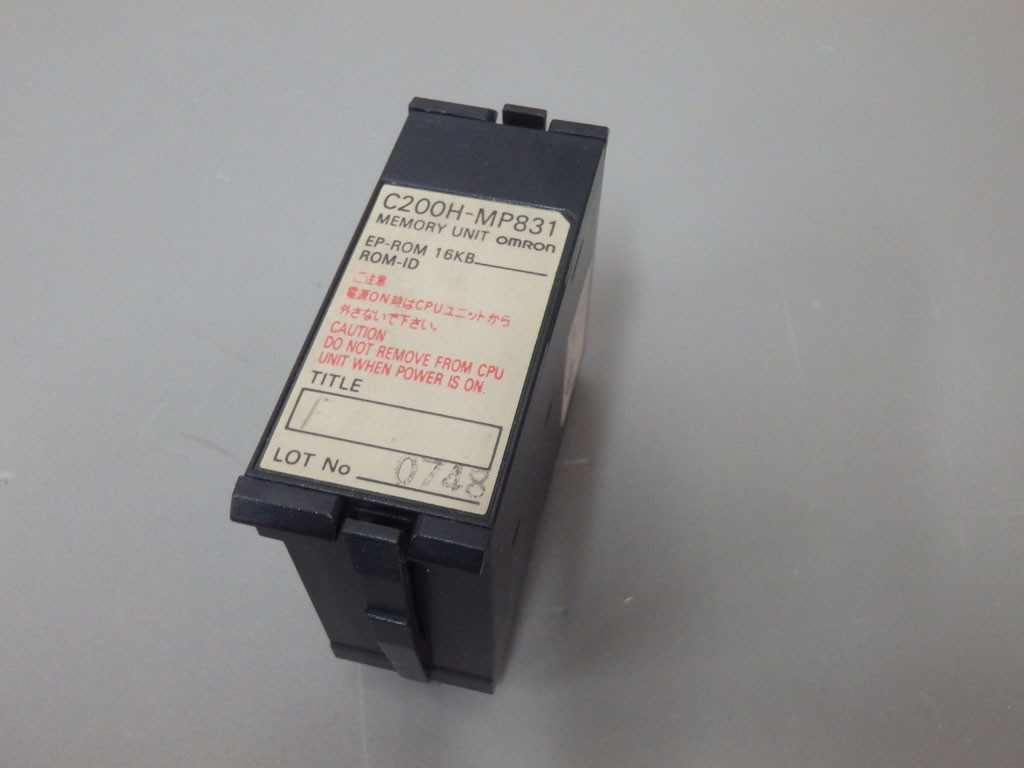 C200H-MP831
MEMORY UNIT OMRON
EP-ROM 16KB
ROM-ID
ご注意
電源ON時はCPUユニットから
外さないで下さい。
CAUTION
DO NOT REMOVE FROM CPU
UNIT WHEN POWER IS ON.
TITLE
LOT No 0748